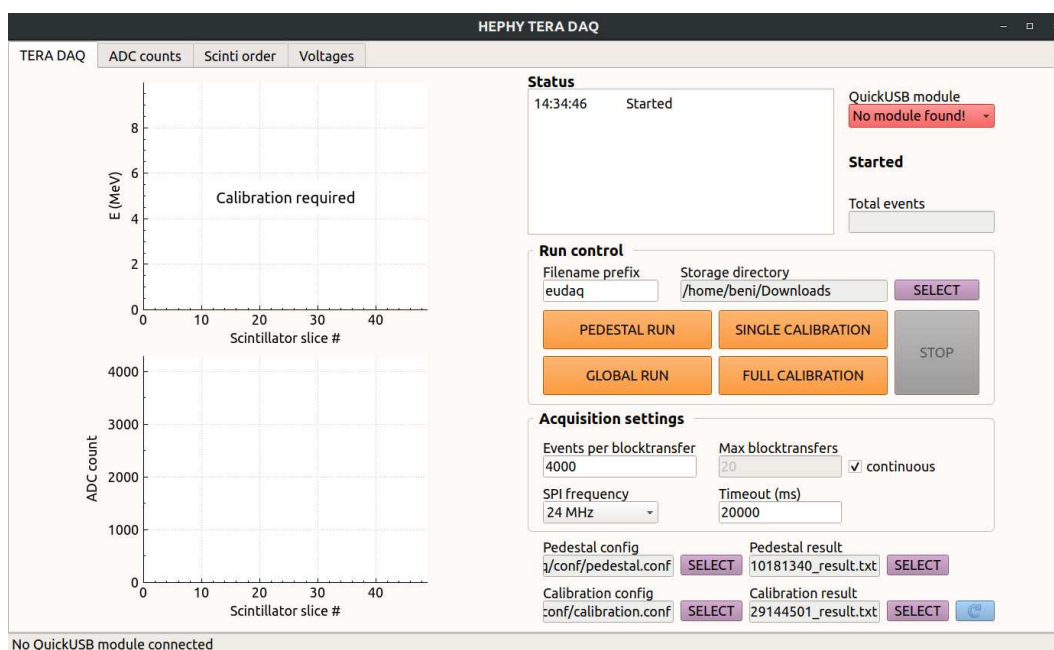 HEPHY TERA DAQ
TERA DAQ ADC counts Scinti order Voltages
E (MeV)
8
6
4
2
0
Calibration required
0 10 20 30 40
Scintillator slice #
ADC count
4000
3000
2000
1000
0
0 10 20 30 40
Scintillator slice #
Status
14:34:46 Started
QuickUSB module
No module found!
Started
Total events
Run control
Filename prefix Storage directory
eudaq /home/beni/Downloads SELECT
PEDESTAL RUN SINGLE CALIBRATION
STOP
GLOBAL RUN FULL CALIBRATION
Acquisition settings
Events per blocktransfer Max blocktransfers
4000 20 continuous
SPI frequency Timeout (ms)
24 MHz 20000
Pedestal config Pedestal result
q/conf/pedestal.conf SELECT 10181340_result.txt SELECT
Calibration config Calibration result
conf/calibration.conf SELECT 29144501_result.txt SELECT
No QuickUSB module connected